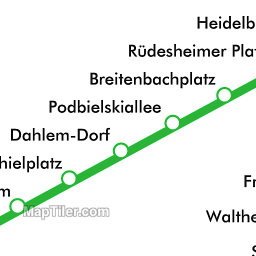 Heidelb
Rüdesheimer Plat
Breitenbachplatz
Podbielskiallee
Dahlem-Dorf
hielplatz
m
Fr
Walthe
S
MapTiler.com